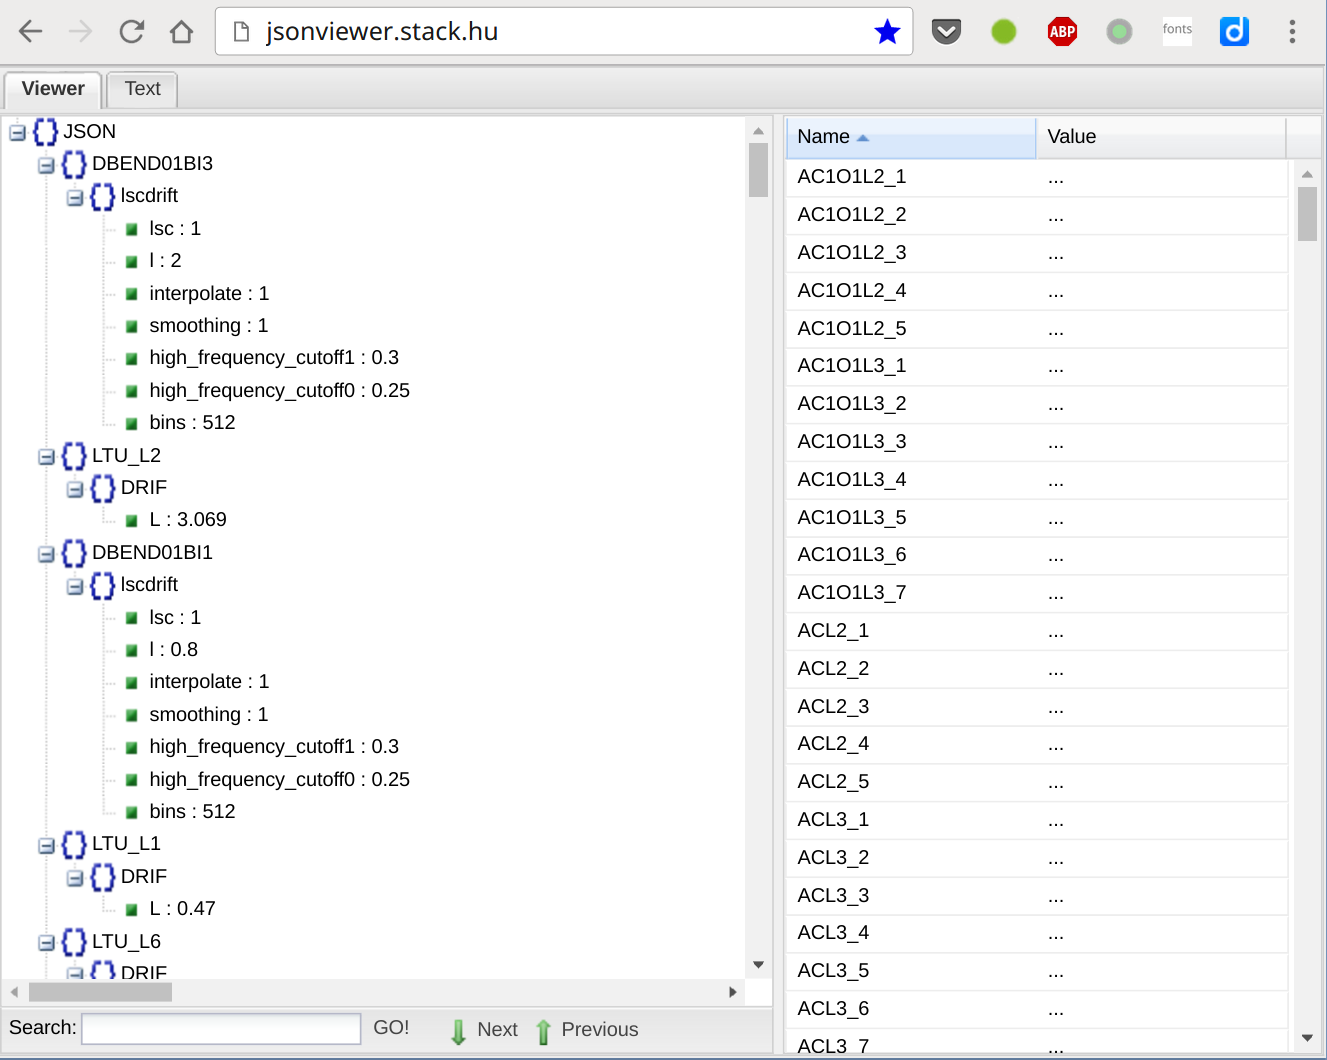 jsonviewer.stack.hu
ABP
fonts
d
Viewer Text
JSON
DBEND01BI3
lscdrift
lsc : 1
l : 2
interpolate : 1
smoothing : 1
high_frequency_cutoff1 : 0.3
high_frequency_cutoff0 : 0.25
bins : 512
LTU_L2
DRIF
L : 3.069
DBEND01BI1
lscdrift
lsc : 1
l : 0.8
interpolate : 1
smoothing : 1
high_frequency_cutoff1 : 0.3
high_frequency_cutoff0 : 0.25
bins : 512
LTU_L1
DRIF
L : 0.47
LTU_L6
DRIF
Search: GO! Next Previous
Name Value
AC1O1L2_1 ...
AC1O1L2_2 ...
AC1O1L2_3 ...
AC1O1L2_4 ...
AC1O1L2_5 ...
AC1O1L3_1 ...
AC1O1L3_2 ...
AC1O1L3_3 ...
AC1O1L3_4 ...
AC1O1L3_5 ...
AC1O1L3_6 ...
AC1O1L3_7 ...
ACL2_1 ...
ACL2_2 ...
ACL2_3 ...
ACL2_4 ...
ACL2_5 ...
ACL3_1 ...
ACL3_2 ...
ACL3_3 ...
ACL3_4 ...
ACL3_5 ...
ACL3_6 ...
ACL3_7 ...